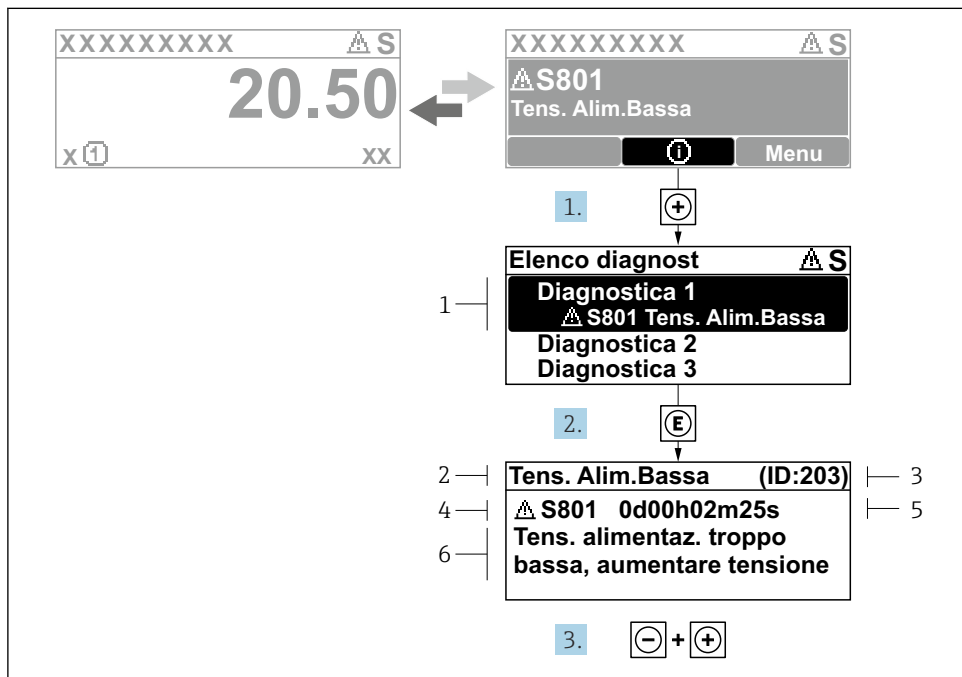 XXXXXXXXX ⚠ S
20.50
x ① xx
XXXXXXXXX ⚠ S
⚠ S801
Tens. Alim.Bassa
ⓘ Menu
1. ⊕
Elenco diagnost ⚠ S
1 Diagnostica 1
⚠ S801 Tens. Alim.Bassa
Diagnostica 2
Diagnostica 3
2. Ⓔ
2 Tens. Alim.Bassa (ID:203) 3
4 ⚠ S801 0d00h02m25s 5
6 Tens. alimentaz. troppo
bassa, aumentare tensione
3. ⊖ + ⊕